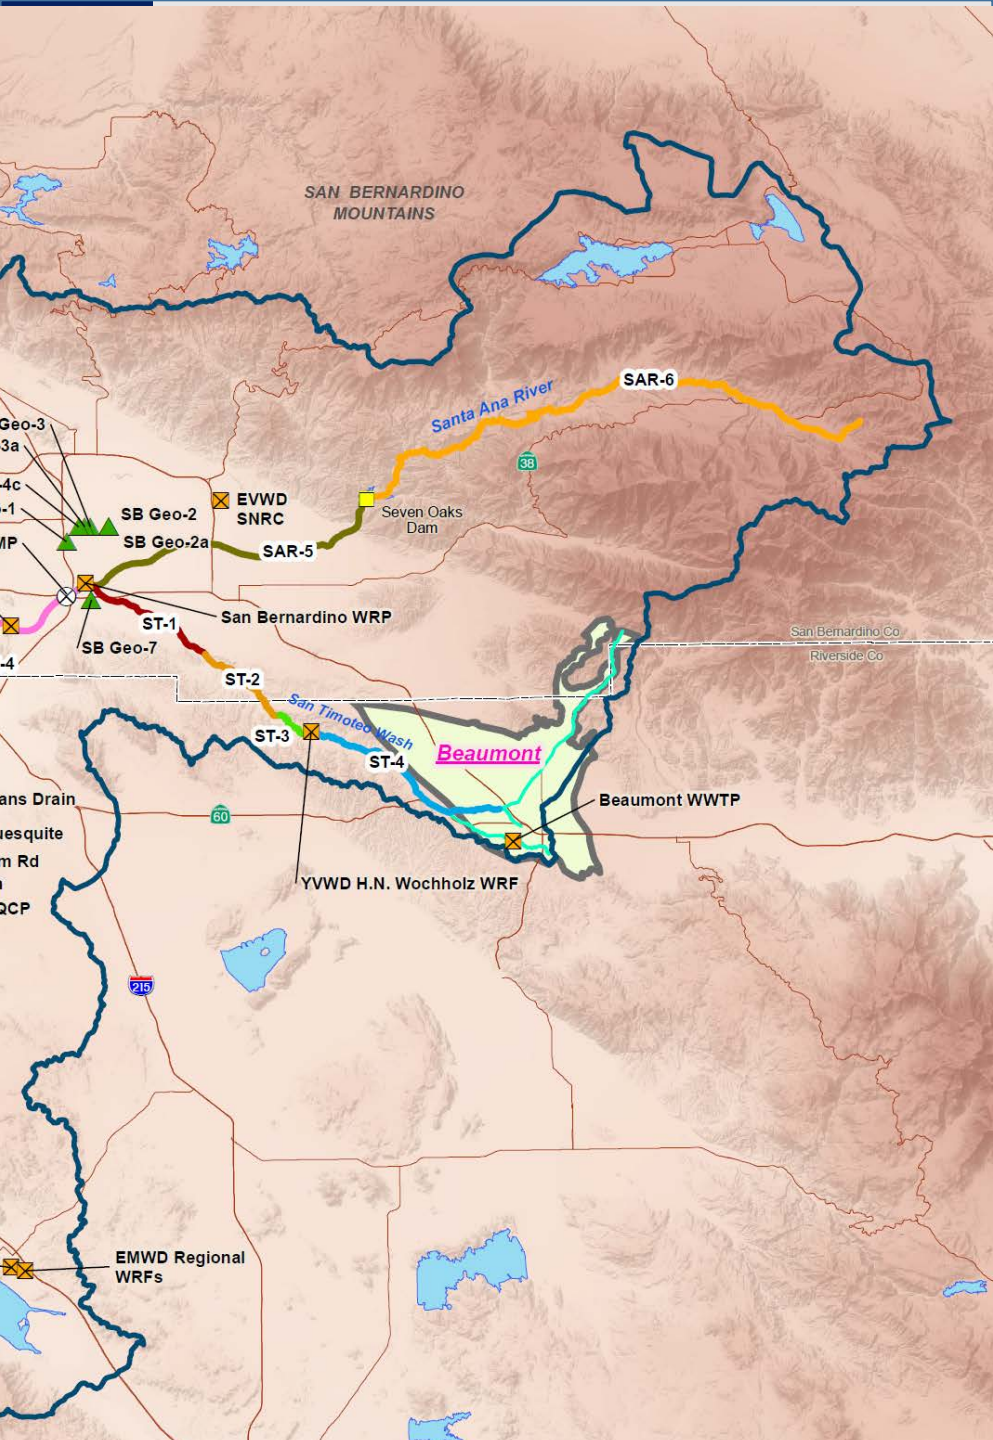 SAN BERNARDINO
MOUNTAINS
SAR-6
Santa Ana River
Geo-3
-3a
38
-4c
EVWD
SNRC
-1
Seven Oaks
Dam
SB Geo-2
SB Geo-2a
MP
SAR-5
San Bernardino WRP
ST-1
SB Geo-7
San Bernardino Co
Riverside Co
-4
ST-2
San Timoteo Wash
ST-3
Beaumont
ST-4
ans Drain
Beaumont WWTP
60
uesquite
m Rd
YVWD H.N. Wochholz WRF
QCP
215
EMWD Regional
WRFs